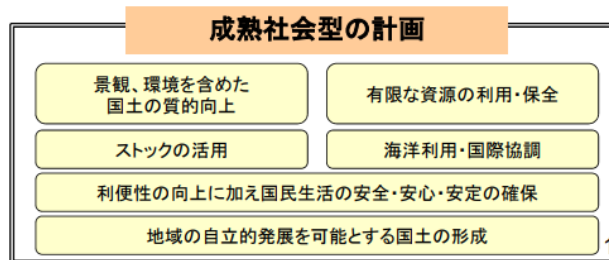 成熟社会型の計画
景観、環境を含めた
国土の質的向上
有限な資源の利用・保全
ストックの活用
海洋利用・国際協調
利便性の向上に加え国民生活の安全・安心・安定の確保
地域の自立的発展を可能とする国土の形成